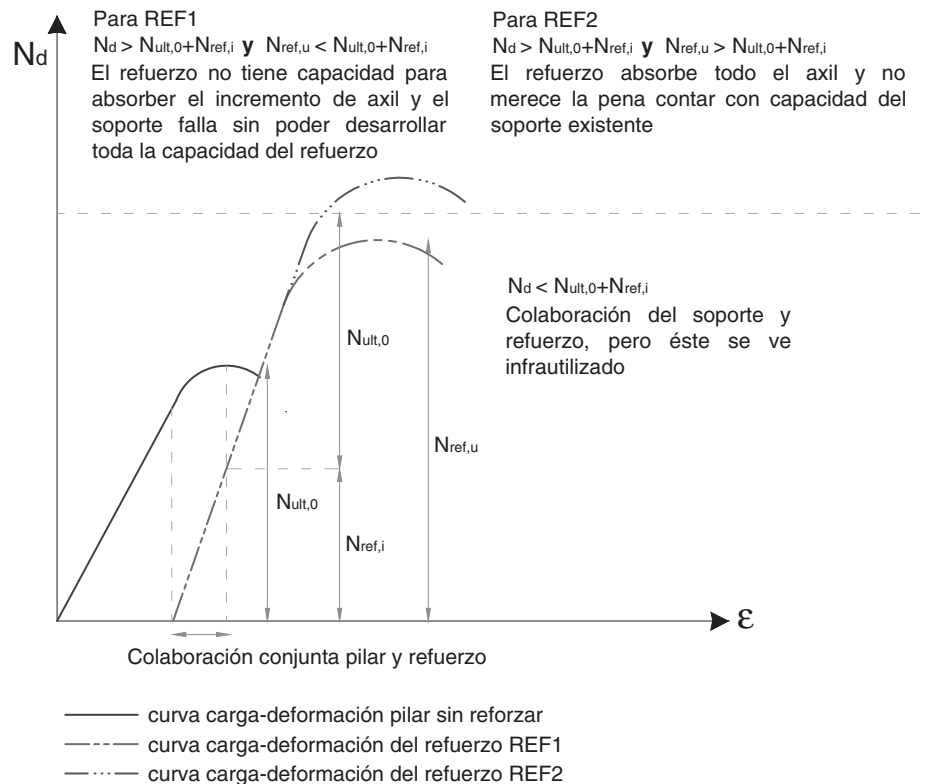 Nd
Para REF1
Nd > Nult,0+Nref,i y Nref,u < Nult,0+Nref,i
El refuerzo no tiene capacidad para
absorber el incremento de axil y el
soporte falla sin poder desarrollar
toda la capacidad del refuerzo
Para REF2
Nd > Nult,0+Nref,i y Nref,u > Nult,0+Nref,i
El refuerzo absorbe todo el axil y no
merece la pena contar con capacidad del
soporte existente
Nd < Nult,0+Nref,i
Colaboración del soporte y
refuerzo, pero éste se ve
infrautilizado
Nult,0
Nref,u
Nult,0
Nref,i
ε
Colaboración conjunta pilar y refuerzo
curva carga-deformación pilar sin reforzar
curva carga-deformación del refuerzo REF1
curva carga-deformación del refuerzo REF2